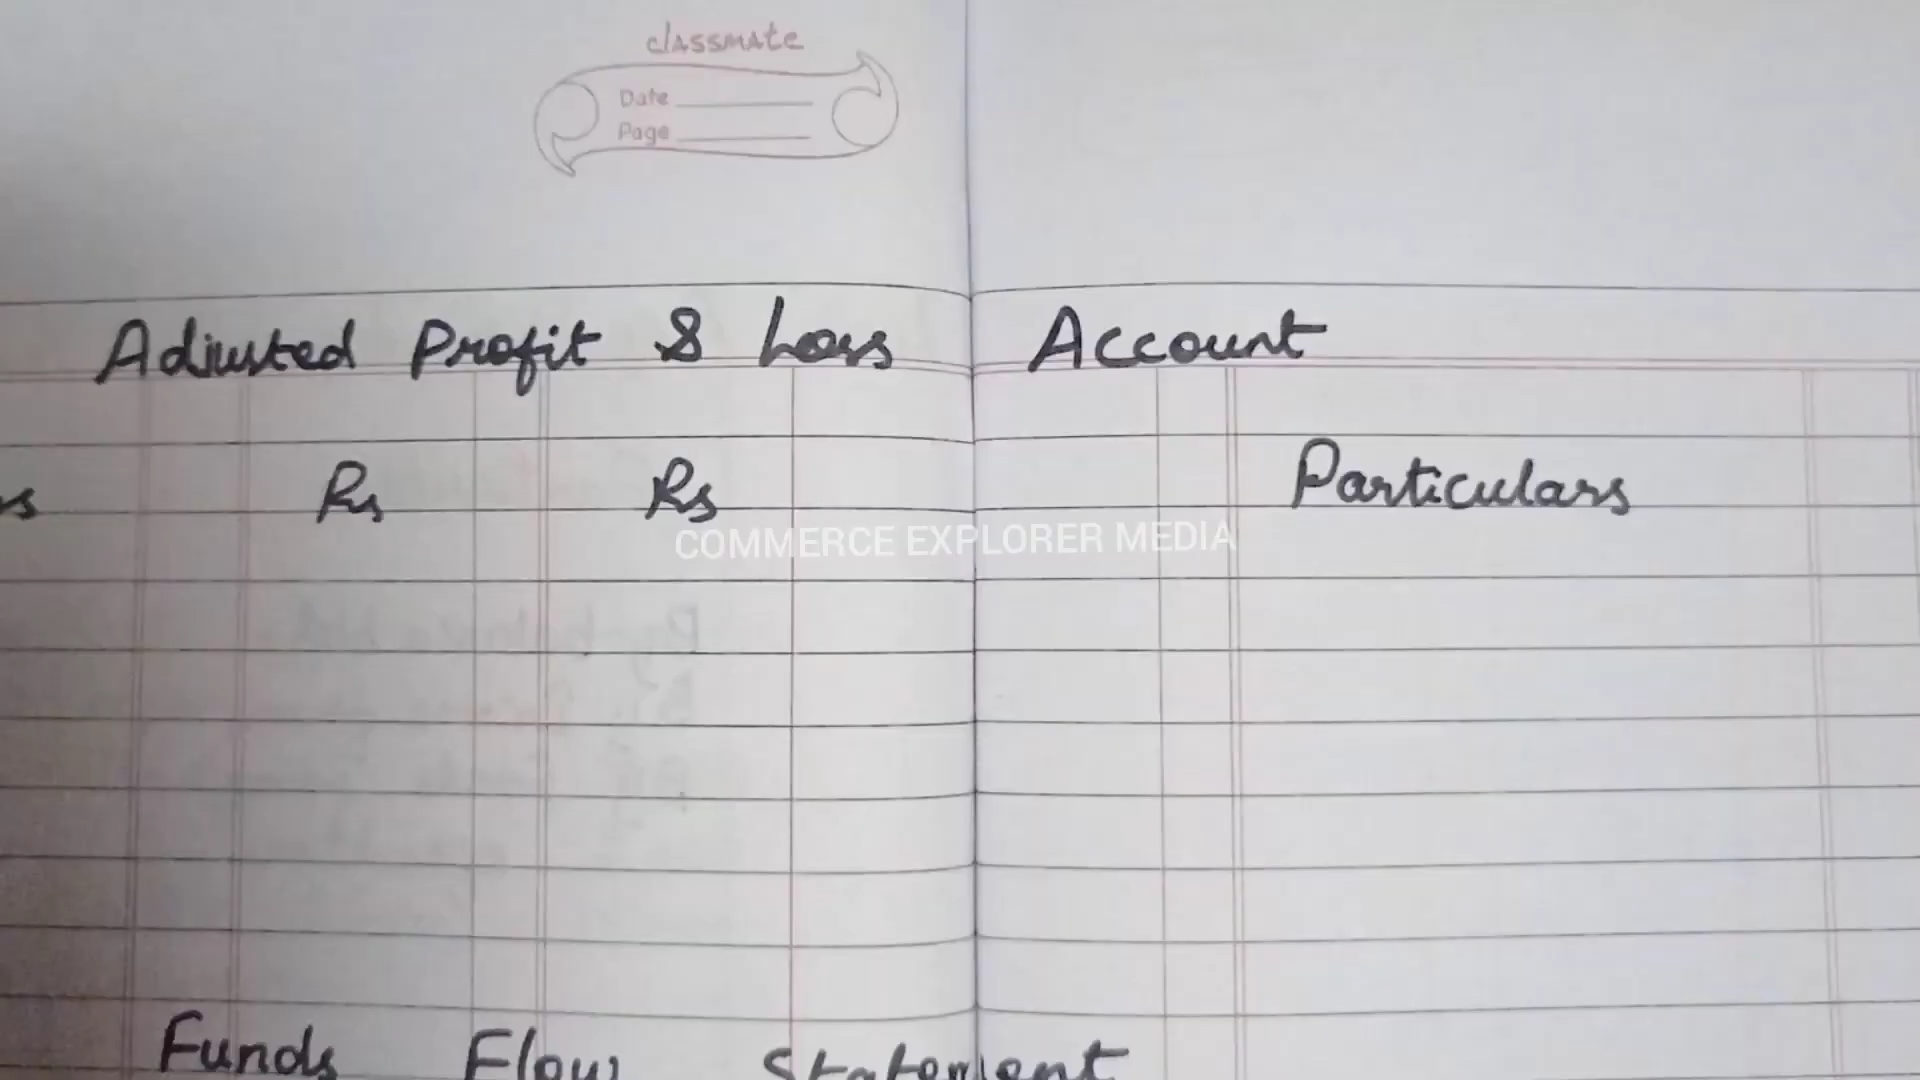 classmate
Date
Page
Adjusted Profit & Loss Account
Rs Rs Particulars
COMMERCE EXPLORER MEDIA
Funds Flow Statement